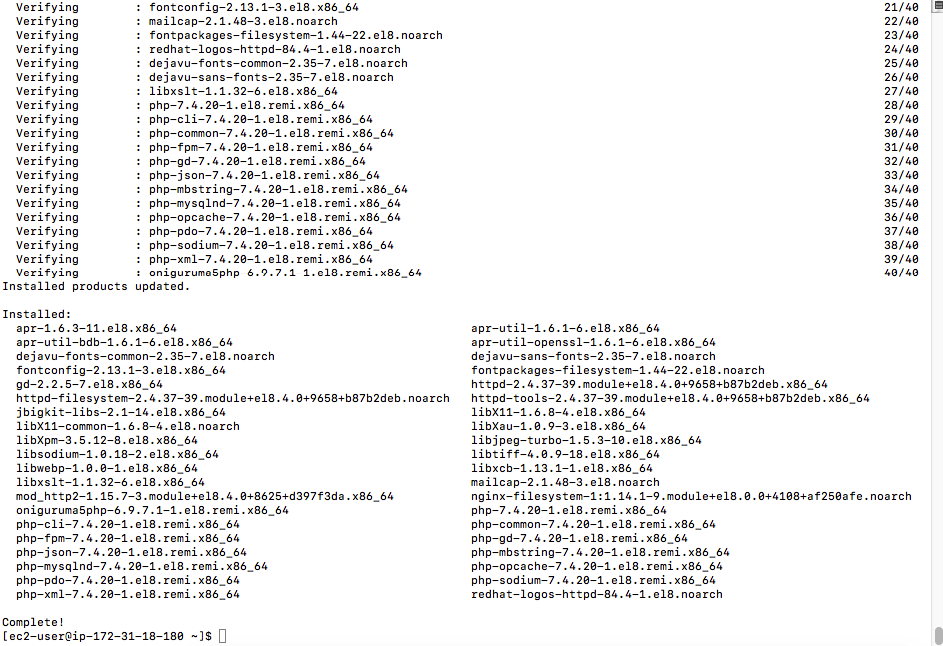 Verifying : fontconfig-2.13.1-3.el8.x86_64 21/40
Verifying : mailcap-2.1.48-3.el8.noarch 22/40
Verifying : fontpackages-filesystem-1.44-22.el8.noarch 23/40
Verifying : redhat-logos-httpd-84.4-1.el8.noarch 24/40
Verifying : dejavu-fonts-common-2.35-7.el8.noarch 25/40
Verifying : dejavu-sans-fonts-2.35-7.el8.noarch 26/40
Verifying : libxslt-1.1.32-6.el8.x86_64 27/40
Verifying : php-7.4.20-1.el8.remi.x86_64 28/40
Verifying : php-cli-7.4.20-1.el8.remi.x86_64 29/40
Verifying : php-common-7.4.20-1.el8.remi.x86_64 30/40
Verifying : php-fpm-7.4.20-1.el8.remi.x86_64 31/40
Verifying : php-gd-7.4.20-1.el8.remi.x86_64 32/40
Verifying : php-json-7.4.20-1.el8.remi.x86_64 33/40
Verifying : php-mbstring-7.4.20-1.el8.remi.x86_64 34/40
Verifying : php-mysqlnd-7.4.20-1.el8.remi.x86_64 35/40
Verifying : php-opcache-7.4.20-1.el8.remi.x86_64 36/40
Verifying : php-pdo-7.4.20-1.el8.remi.x86_64 37/40
Verifying : php-sodium-7.4.20-1.el8.remi.x86_64 38/40
Verifying : php-xml-7.4.20-1.el8.remi.x86_64 39/40
Verifying : oniguruma5php-6.9.7.1-1.el8.remi.x86_64 40/40
Installed products updated.
Installed:
apr-1.6.3-11.el8.x86_64 apr-util-1.6.1-6.el8.x86_64
apr-util-bdb-1.6.1-6.el8.x86_64 apr-util-openssl-1.6.1-6.el8.x86_64
dejavu-fonts-common-2.35-7.el8.noarch dejavu-sans-fonts-2.35-7.el8.noarch
fontconfig-2.13.1-3.el8.x86_64 fontpackages-filesystem-1.44-22.el8.noarch
gd-2.2.5-7.el8.x86_64 httpd-2.4.37-39.module+el8.4.0+9658+b87b2deb.x86_64
httpd-filesystem-2.4.37-39.module+el8.4.0+9658+b87b2deb.noarch httpd-tools-2.4.37-39.module+el8.4.0+9658+b87b2deb.x86_64
jbigkit-libs-2.1-14.el8.x86_64 libX11-1.6.8-4.el8.x86_64
libX11-common-1.6.8-4.el8.noarch libXau-1.0.9-3.el8.x86_64
libXpm-3.5.12-8.el8.x86_64 libjpeg-turbo-1.5.3-10.el8.x86_64
libsodium-1.0.18-2.el8.x86_64 libtiff-4.0.9-18.el8.x86_64
libwebp-1.0.0-1.el8.x86_64 libxcb-1.13.1-1.el8.x86_64
libxslt-1.1.32-6.el8.x86_64 mailcap-2.1.48-3.el8.noarch
mod_http2-1.15.7-3.module+el8.4.0+8625+d397f3da.x86_64 nginx-filesystem-1:1.14.1-9.module+el8.0.0+4108+af250afe.noarch
oniguruma5php-6.9.7.1-1.el8.remi.x86_64 php-7.4.20-1.el8.remi.x86_64
php-cli-7.4.20-1.el8.remi.x86_64 php-common-7.4.20-1.el8.remi.x86_64
php-fpm-7.4.20-1.el8.remi.x86_64 php-gd-7.4.20-1.el8.remi.x86_64
php-json-7.4.20-1.el8.remi.x86_64 php-mbstring-7.4.20-1.el8.remi.x86_64
php-mysqlnd-7.4.20-1.el8.remi.x86_64 php-opcache-7.4.20-1.el8.remi.x86_64
php-pdo-7.4.20-1.el8.remi.x86_64 php-sodium-7.4.20-1.el8.remi.x86_64
php-xml-7.4.20-1.el8.remi.x86_64 redhat-logos-httpd-84.4-1.el8.noarch
Complete!
[ec2-user@ip-172-31-18-180 ~]$